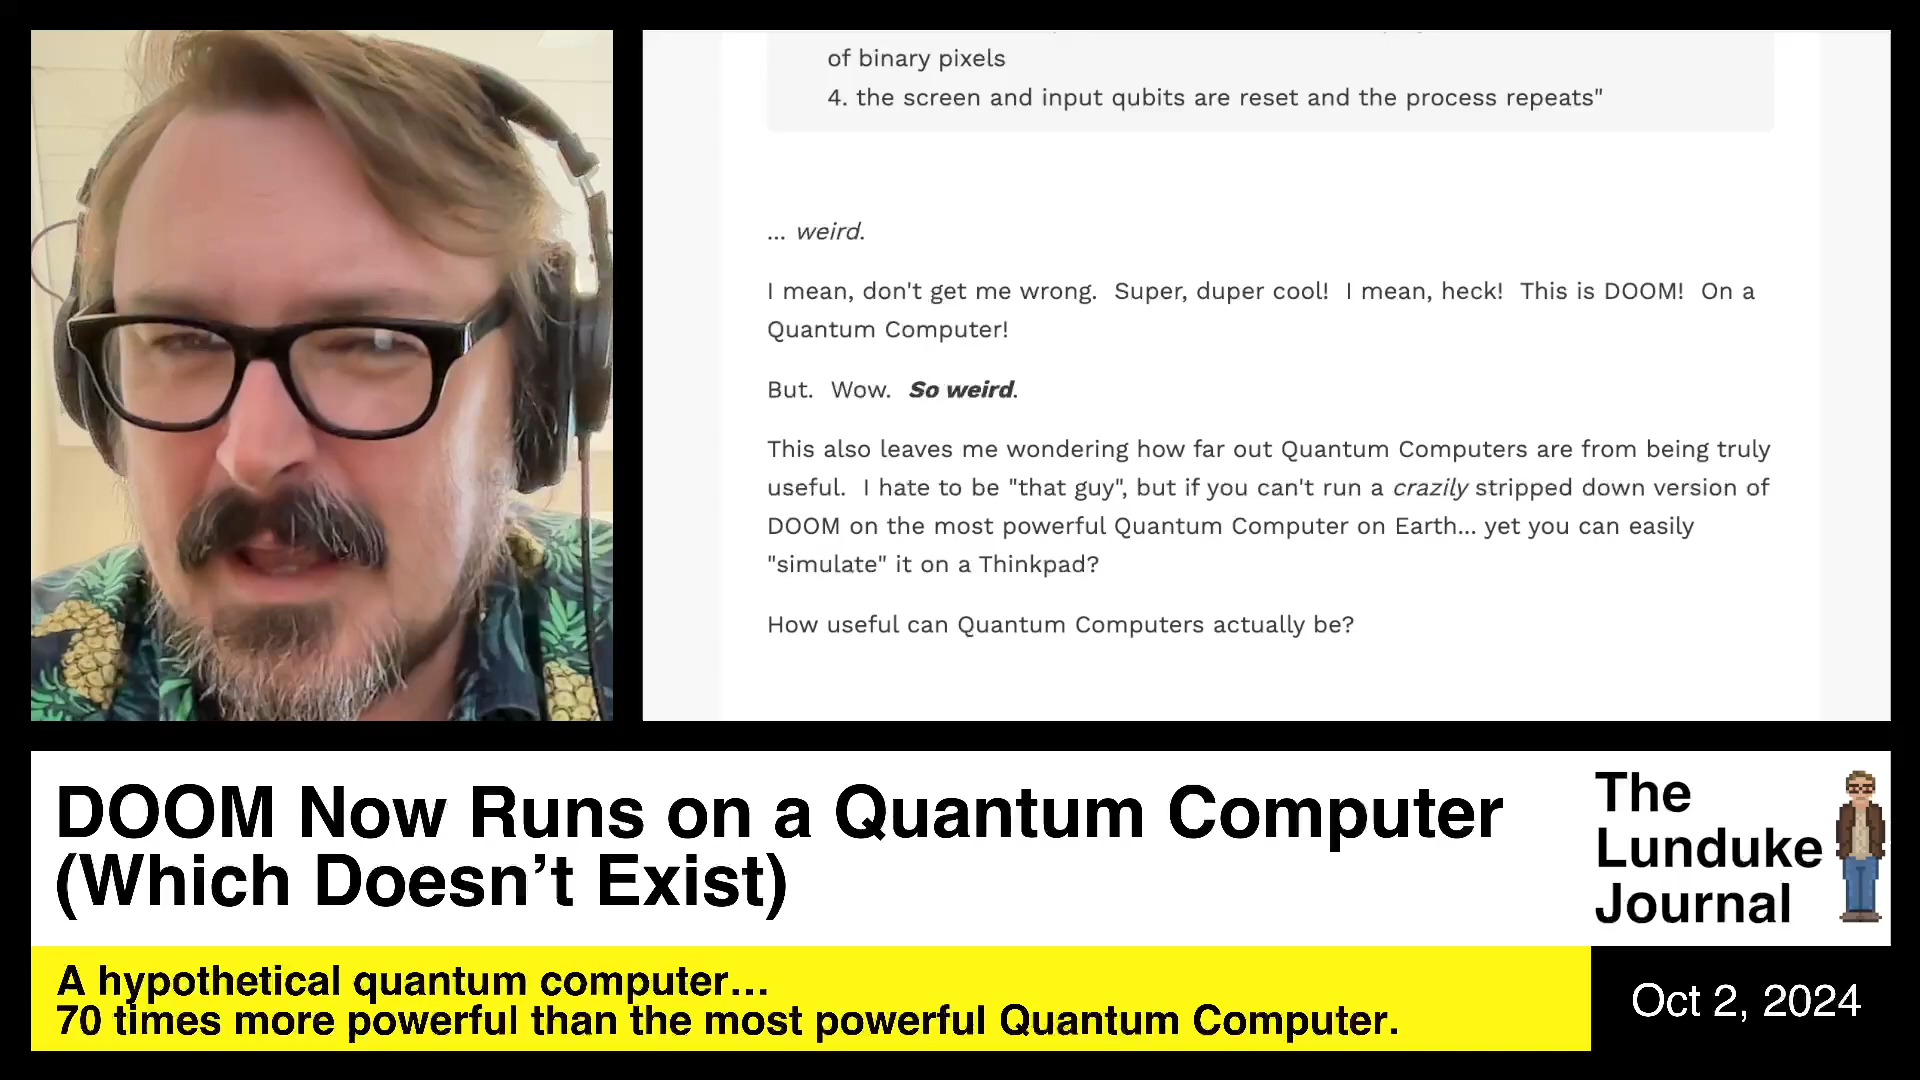 of binary pixels
4. the screen and input qubits are reset and the process repeats"
... weird.
I mean, don't get me wrong.  Super, duper cool!  I mean, heck!  This is DOOM!  On a
Quantum Computer!
But.  Wow.  So weird.
This also leaves me wondering how far out Quantum Computers are from being truly
useful.  I hate to be "that guy", but if you can't run a crazily stripped down version of
DOOM on the most powerful Quantum Computer on Earth... yet you can easily
"simulate" it on a Thinkpad?
How useful can Quantum Computers actually be?
DOOM Now Runs on a Quantum Computer
(Which Doesn’t Exist)
The
Lunduke
Journal
A hypothetical quantum computer…
70 times more powerful than the most powerful Quantum Computer.
Oct 2, 2024